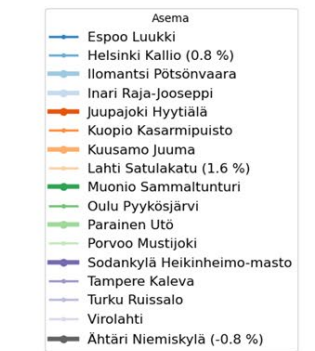 Asema
Espoo Luukki
Helsinki Kallio (0.8 %)
Ilomantsi Pötsönvaara
Inari Raja-Jooseppi
Juupajoki Hyytiälä
Kuopio Kasarmipuisto
Kuusamo Juuma
Lahti Satulakatu (1.6 %)
Muonio Sammaltunturi
Oulu Pyykösjärvi
Parainen Utö
Porvoo Mustijoki
Sodankylä Heikinheimo-masto
Tampere Kaleva
Turku Ruissalo
Virolahti
Ähtäri Niemiskylä (-0.8 %)